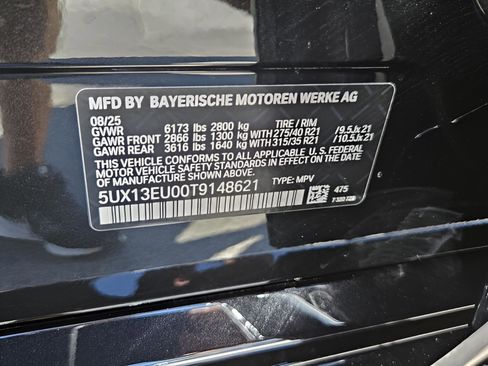 MFD BY BAYERISCHE MOTOREN WERKE AG
08/25
GVWR 6173 lbs 2800 kg TIRE / RIM
GAWR FRONT 2866 lbs 1300 kg WITH 275/40 R21 /9.5Jx21
GAWR REAR 3616 lbs 1640 kg WITH 315/35 R21 /10.5Jx21
THIS VEHICLE CONFORMS TO ALL APPLICABLE U.S. FEDERAL
MOTOR VEHICLE SAFETY STANDARDS IN EFFECT ON THE DATE OF
MANUFACTURE SHOWN ABOVE.
5UX13EU00T9148621 TYPE: MPV
475